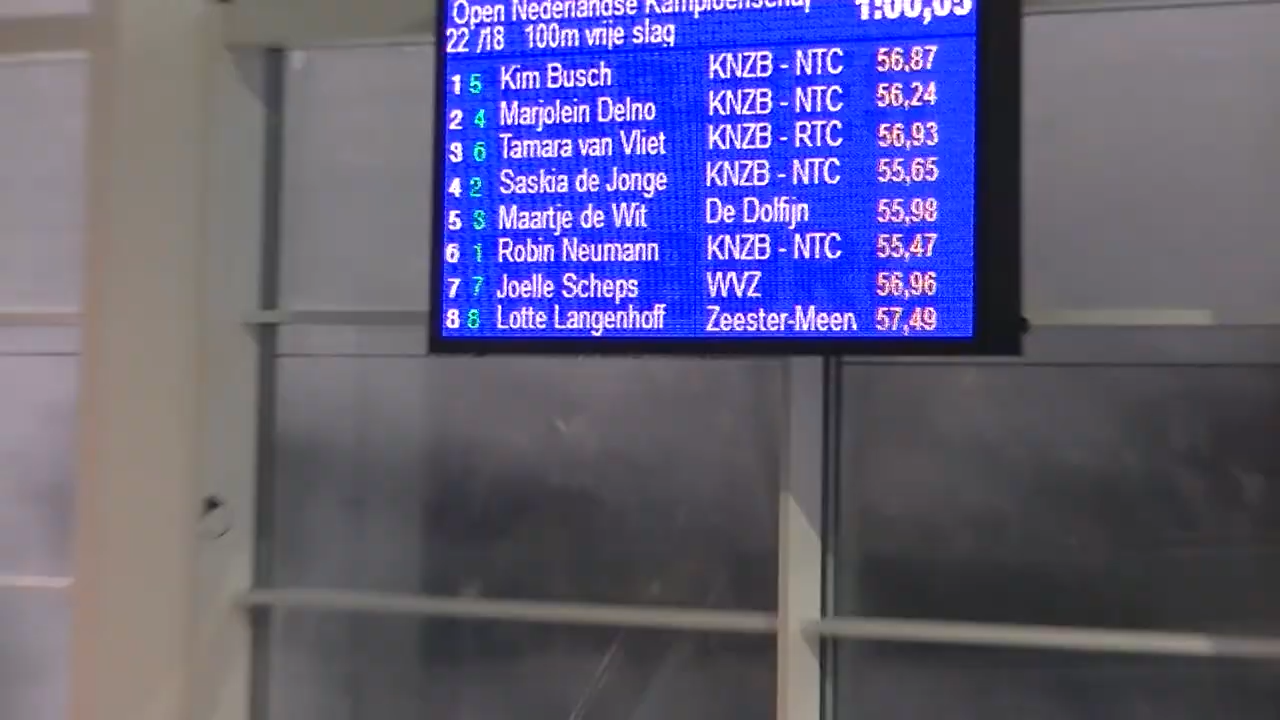 Open Nederlandse Kampioenschap 1:00,05
22 /18 100m vrije slag
1 5 Kim Busch KNZB - NTC 56,87
2 4 Marjolein Delno KNZB - NTC 56,24
3 6 Tamara van Vliet KNZB - RTC 56,93
4 2 Saskia de Jonge KNZB - NTC 55,65
5 3 Maartje de Wit De Dolfijn 55,98
6 1 Robin Neumann KNZB - NTC 55,47
7 7 Joelle Scheps WVZ 56,96
8 8 Lotte Langenhoff Zeester-Meen 57,49